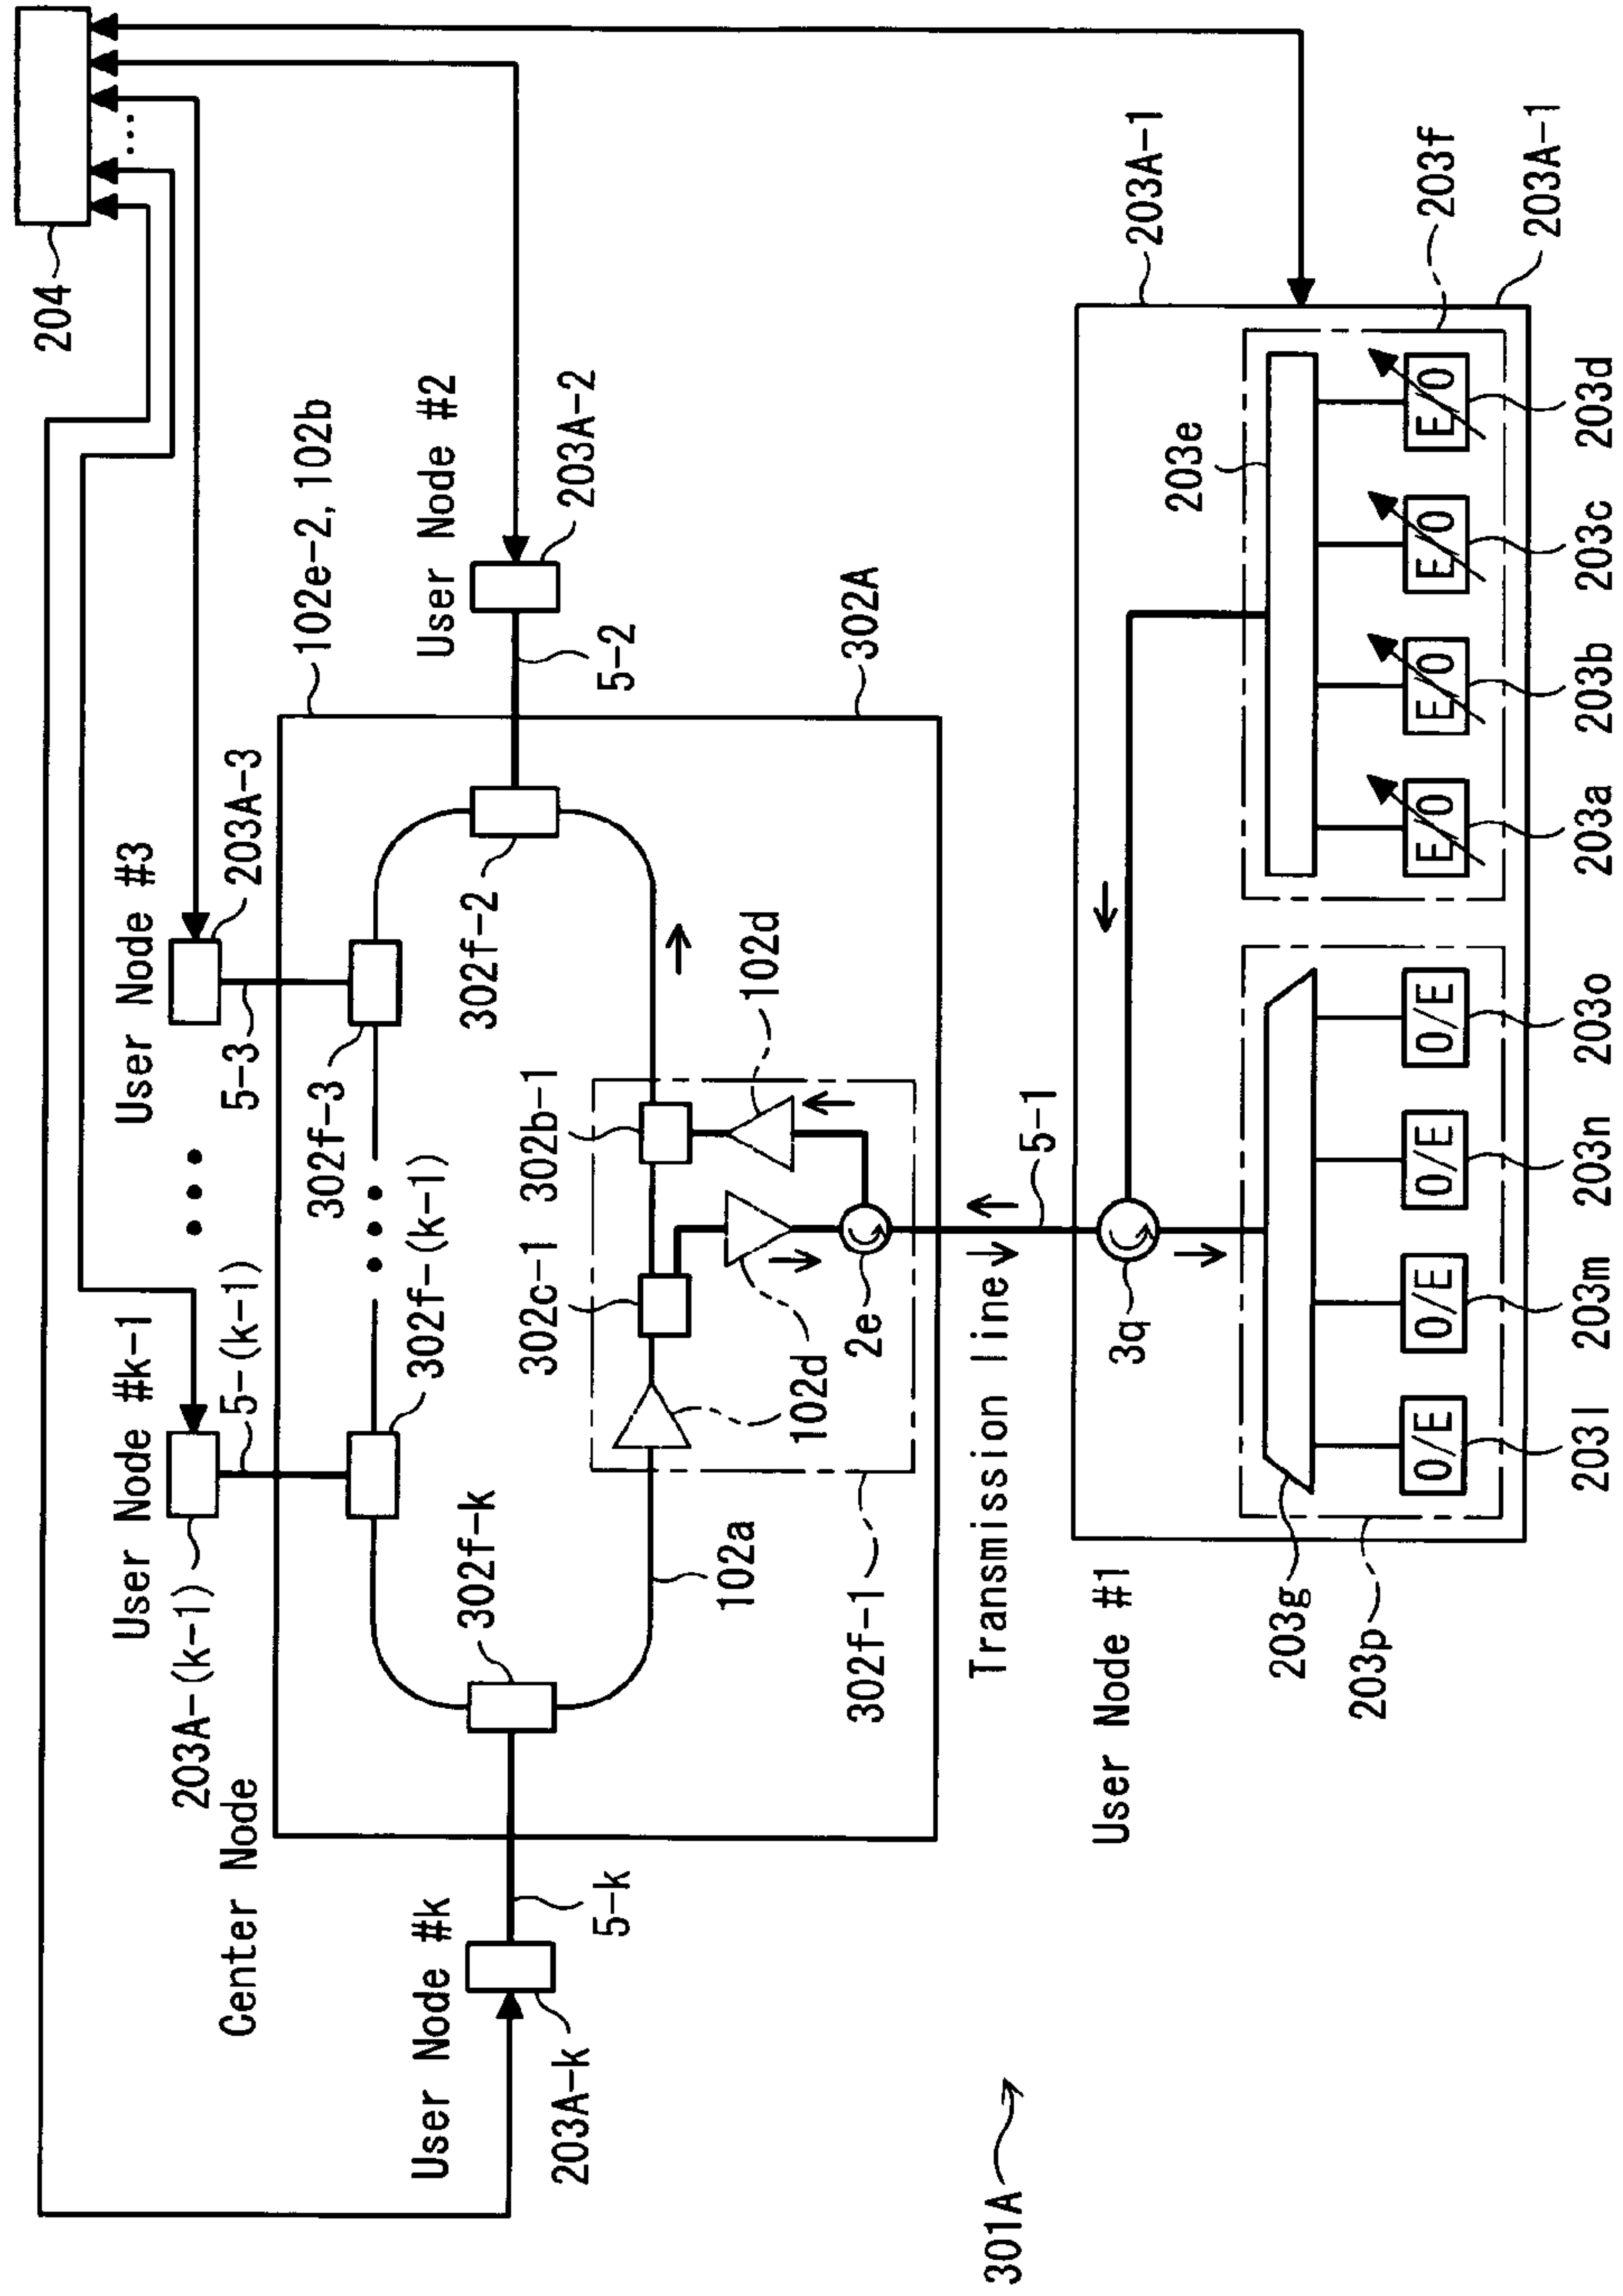 204
User Node #k-1
203A-(k-1)
5-(k-1)
User Node #3
203A-3
5-3
Center Node
102e-2, 102b
User Node #2
203A-2
5-2
302A
User Node #k
203A-k
5-k
302f-k
302f-(k-1)
302f-3
302f-2
102a
302c-1
302b-1
102d
102d
102d
2e
302f-1
Transmission line
5-1
301A
User Node #1
203A-1
3q
203e
203f
203A-1
203g
203p
O/E
O/E
O/E
O/E
E/O
E/O
E/O
E/O
203l
203m
203n
203o
203a
203b
203c
203d